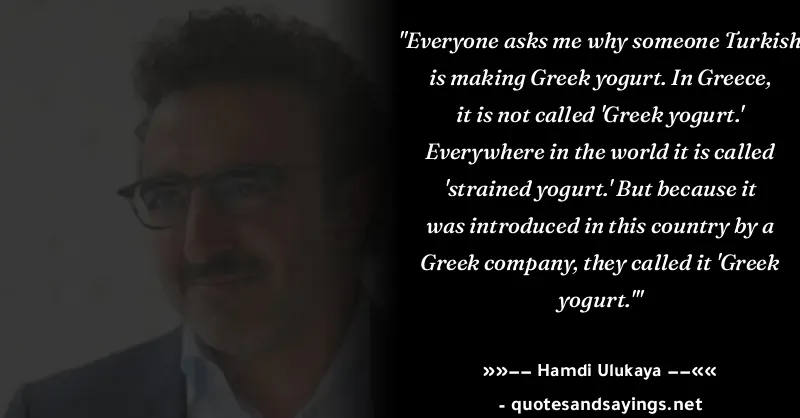 "Everyone asks me why someone Turkish
is making Greek yogurt. In Greece,
it is not called 'Greek yogurt.'
Everywhere in the world it is called
'strained yogurt.' But because it
was introduced in this country by a
Greek company, they called it 'Greek
yogurt.'"
»»−− Hamdi Ulukaya −−««
- quotesandsayings.net